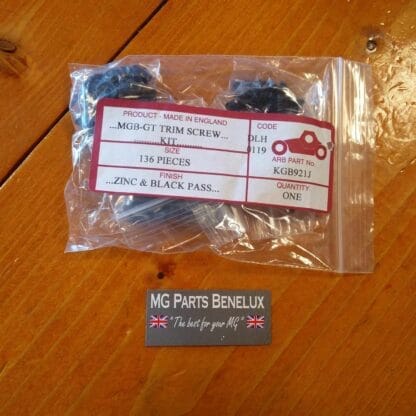 PRODUCT - MADE IN ENGLAND
...MGB-GT TRIM SCREW...
..........KIT..........
SIZE
136 PIECES
FINISH
...ZINC & BLACK PASS...
CODE
DLH
0119
ARB PART No
KGB921J
QUANTITY
ONE
MG PARTS BENELUX
"The best for your MG"